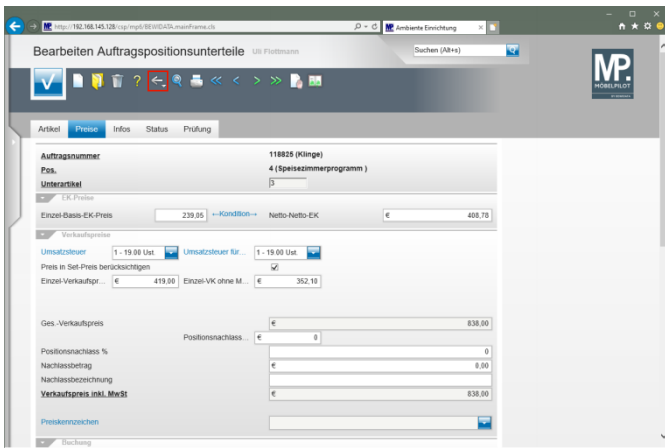 http://192.168.145.128/csp/mp6/BEWIDATA.mainFrame.cls
Ambiente Einrichtung
Bearbeiten Auftragspositionsunterteile Uli Flottmann
Suchen (Alt+s)
MP.
MÖBELPILOT
Artikel Preise Infos Status Prüfung
Auftragsnummer 118825 (Klinge)
Pos. 4 (Speisezimmerprogramm )
Unterartikel 3
EK-Preise
Einzel-Basis-EK-Preis 239,05 ←Kondition→ Netto-Netto-EK € 408,78
Verkaufspreise
Umsatzsteuer 1 - 19.00 Ust. Umsatzsteuer für... 1 - 19.00 Ust.
Preis in Set-Preis berücksichtigen
Einzel-Verkaufspr... € 419,00 Einzel-VK ohne M... € 352,10
Ges.-Verkaufspreis € 838,00
Positionsnachlass... € 0
Positionsnachlass % 0
Nachlassbetrag € 0,00
Nachlassbezeichnung
Verkaufspreis inkl. MwSt € 838,00
Preiskennzeichen
Buchung